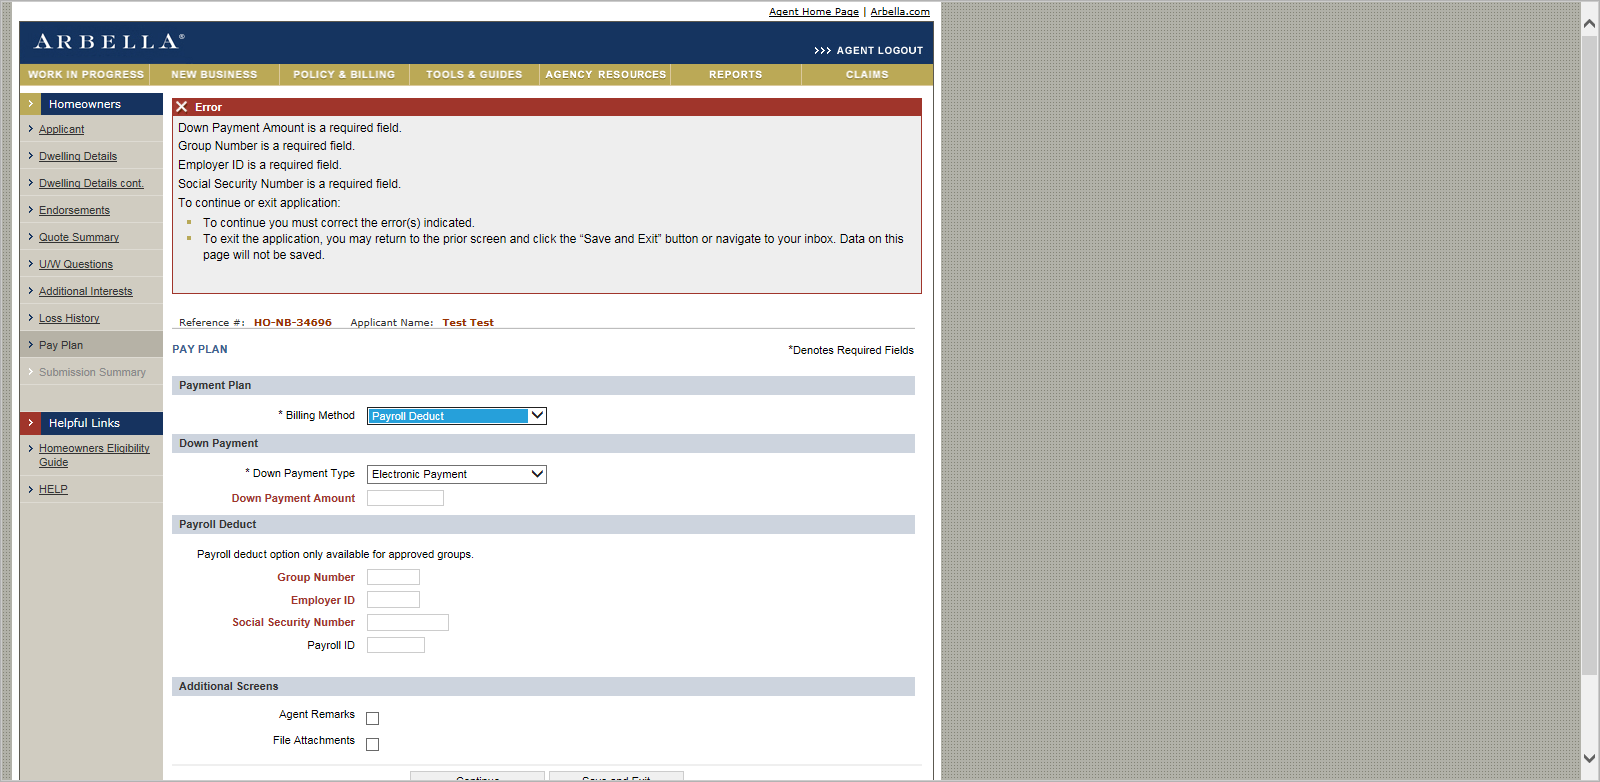 Agent Home Page | Arbella.com
ARBELLA®
>>> AGENT LOGOUT
WORK IN PROGRESS NEW BUSINESS POLICY & BILLING TOOLS & GUIDES AGENCY RESOURCES REPORTS CLAIMS
Homeowners
Applicant
Dwelling Details
Dwelling Details cont.
Endorsements
Quote Summary
U/W Questions
Additional Interests
Loss History
Pay Plan
Submission Summary
Helpful Links
Homeowners Eligibility
Guide
HELP
Error
Down Payment Amount is a required field.
Group Number is a required field.
Employer ID is a required field.
Social Security Number is a required field.
To continue or exit application:
To continue you must correct the error(s) indicated.
To exit the application, you may return to the prior screen and click the “Save and Exit” button or navigate to your inbox. Data on this
page will not be saved.
Reference #: HO-NB-34696 Applicant Name: Test Test
PAY PLAN
*Denotes Required Fields
Payment Plan
* Billing Method Payroll Deduct
Down Payment
* Down Payment Type Electronic Payment
Down Payment Amount
Payroll Deduct
Payroll deduct option only available for approved groups.
Group Number
Employer ID
Social Security Number
Payroll ID
Additional Screens
Agent Remarks
File Attachments
Continue Save and Exit